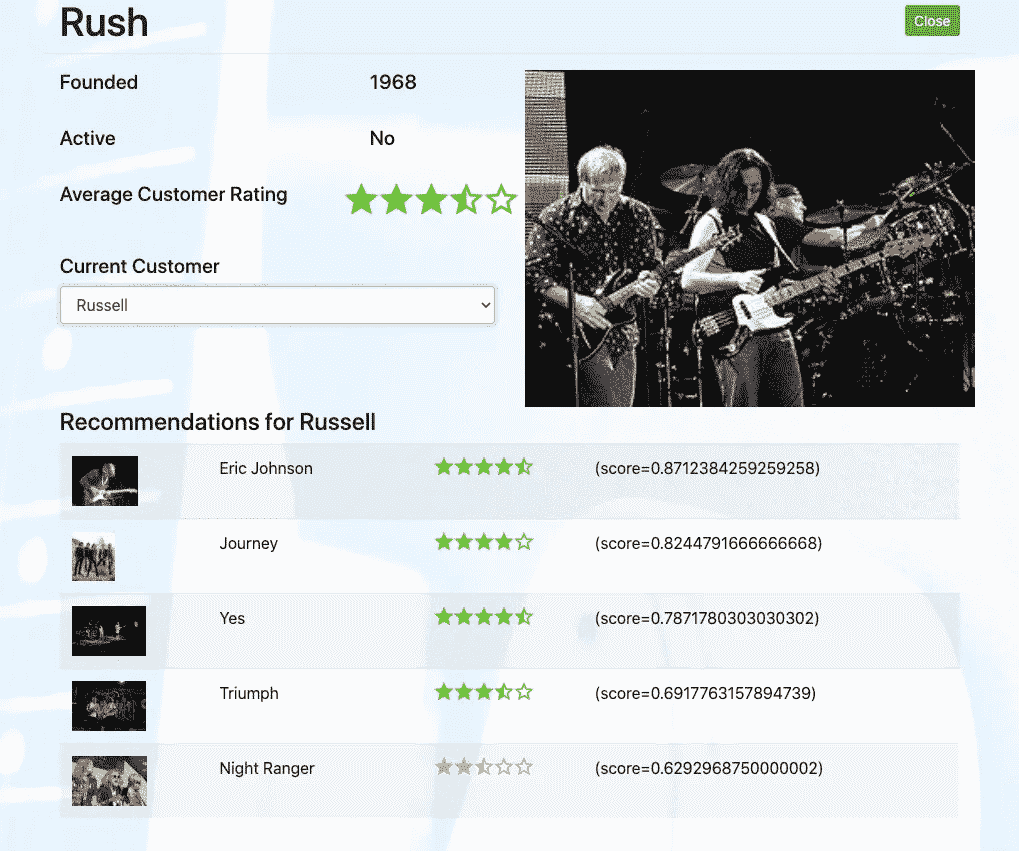 Rush
Close
Founded 1968
Active No
Average Customer Rating
Current Customer
Russell
Recommendations for Russell
Eric Johnson (score=0.8712384259259258)
Journey (score=0.8244791666666668)
Yes (score=0.7871780303030302)
Triumph (score=0.6917763157894739)
Night Ranger (score=0.6292968750000002)